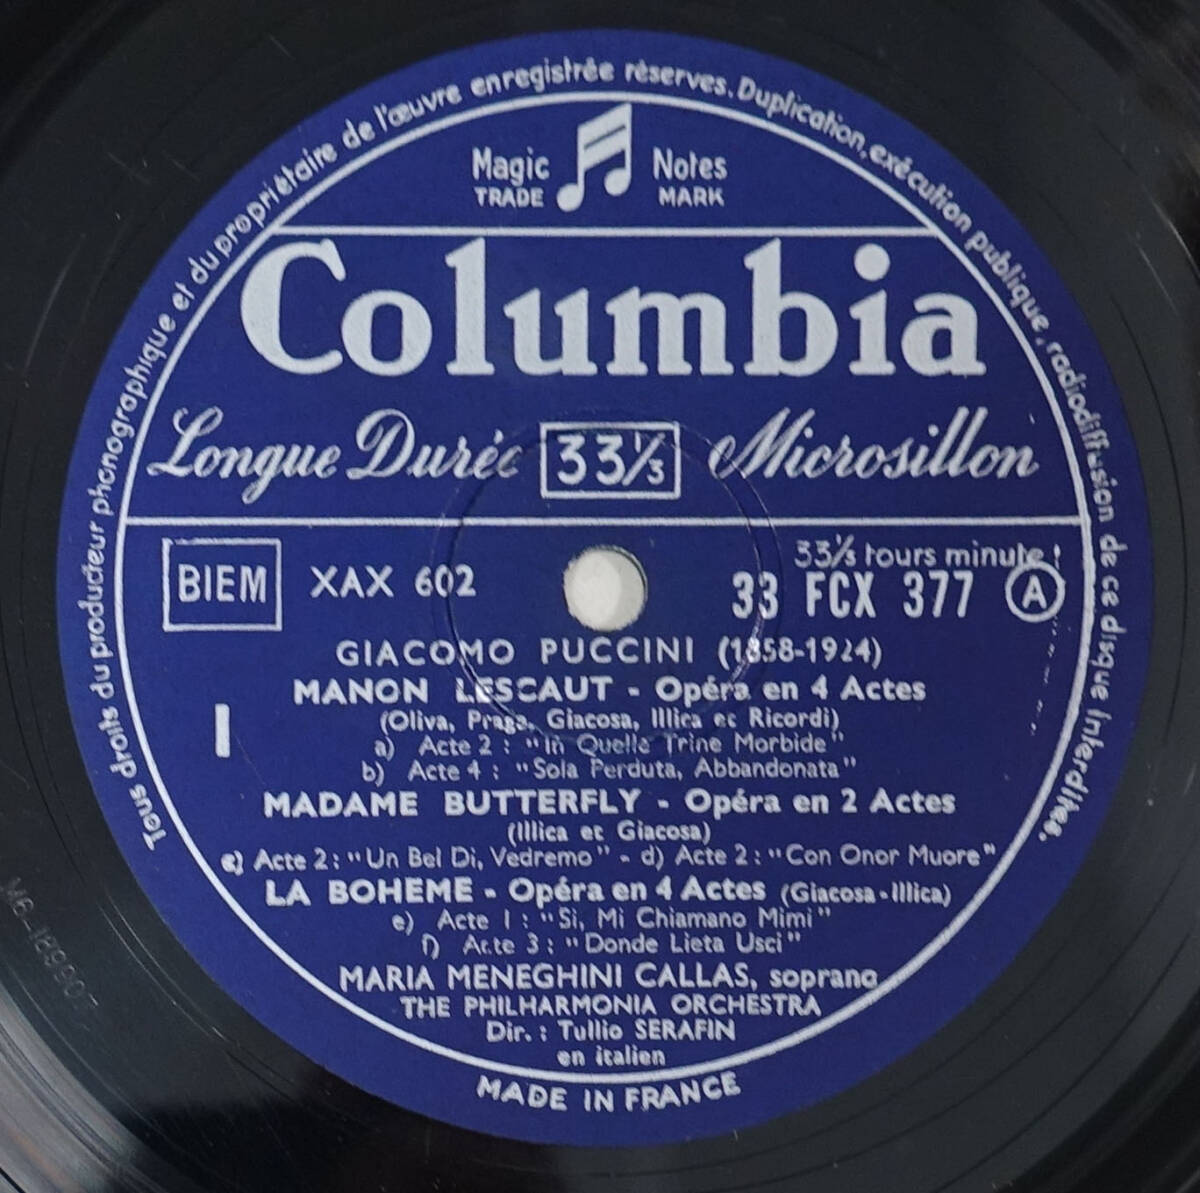 Tous droits du producteur phonographique et du propriétaire de l'œuvre enregistrée réservés. Duplication, exécution publique, radiodiffusion de ce disque interdites.
Magic Notes
TRADE MARK
Columbia
Longue Durée 33⅓ Microsillon
33⅓ tours minute
BIEM XAX 602 33 FCX 377 A
GIACOMO PUCCINI (1858-1924)
MANON LESCAUT - Opéra en 4 Actes
(Oliva, Praga, Giacosa, Illica et Ricordi)
I
a) Acte 2 : "In Quelle Trine Morbide"
b) Acte 4 : "Sola Perduta, Abbandonata"
MADAME BUTTERFLY - Opéra en 2 Actes
(Illica et Giacosa)
c) Acte 2 : "Un Bel Di, Vedremo" - d) Acte 2 : "Con Onor Muore"
LA BOHEME - Opéra en 4 Actes (Giacosa-Illica)
e) Acte 1 : "Si, Mi Chiamano Mimi"
f) Acte 3 : "Donde Lieta Usci"
MARIA MENEGHINI CALLAS, soprano
THE PHILHARMONIA ORCHESTRA
Dir. : Tullio SERAFIN
en italien
MADE IN FRANCE